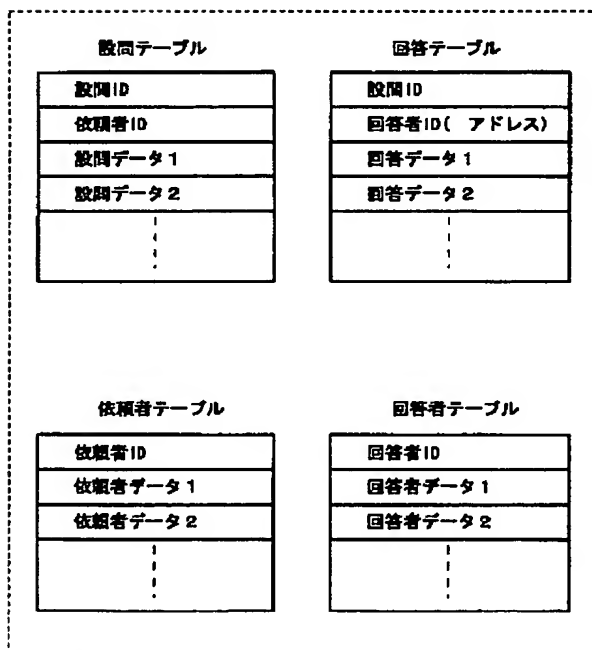 設問テーブル
設問ID
依頼者ID
設問データ1
設問データ2
回答テーブル
設問ID
回答者ID( アドレス)
回答データ1
回答データ2
依頼者テーブル
依頼者ID
依頼者データ1
依頼者データ2
回答者テーブル
回答者ID
回答者データ1
回答者データ2